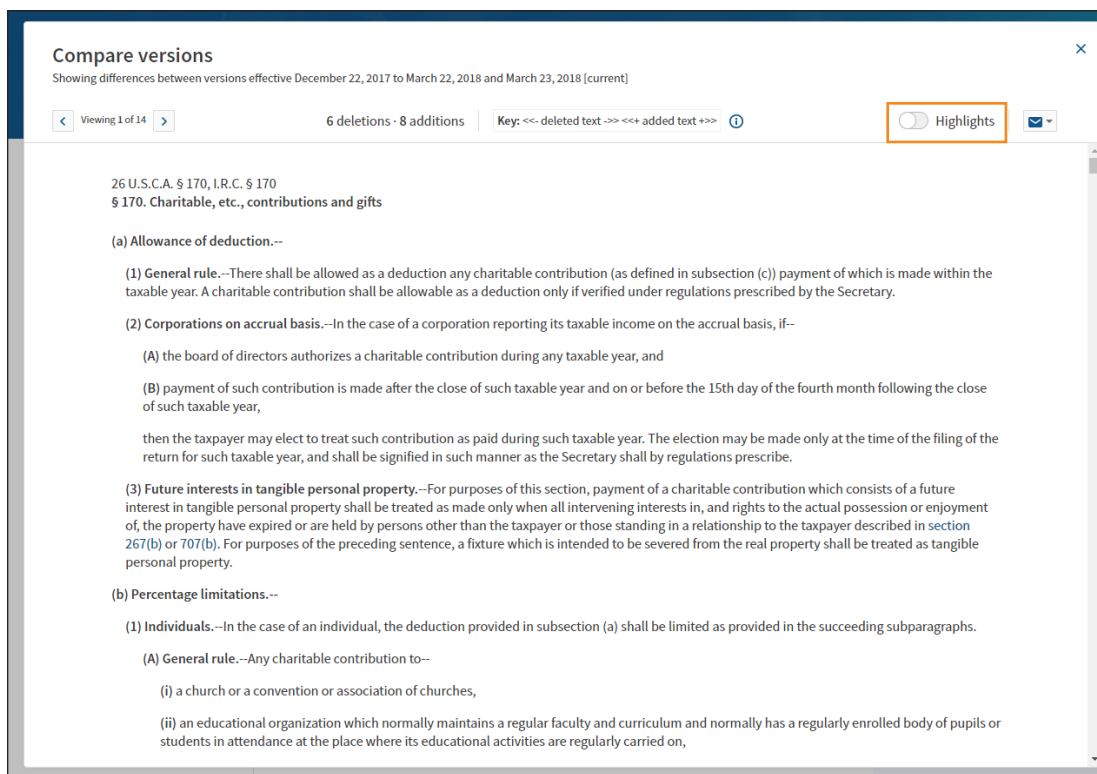 Compare versions
Showing differences between versions effective December 22, 2017 to March 22, 2018 and March 23, 2018 [current]
Viewing 1 of 14
6 deletions · 8 additions
Key: <<- deleted text ->> <<+ added text +>>
Highlights
26 U.S.C.A. § 170, I.R.C. § 170
§ 170. Charitable, etc., contributions and gifts
(a) Allowance of deduction.--
(1) General rule.--There shall be allowed as a deduction any charitable contribution (as defined in subsection (c)) payment of which is made within the
taxable year. A charitable contribution shall be allowable as a deduction only if verified under regulations prescribed by the Secretary.
(2) Corporations on accrual basis.--In the case of a corporation reporting its taxable income on the accrual basis, if--
(A) the board of directors authorizes a charitable contribution during any taxable year, and
(B) payment of such contribution is made after the close of such taxable year and on or before the 15th day of the fourth month following the close
of such taxable year,
then the taxpayer may elect to treat such contribution as paid during such taxable year. The election may be made only at the time of the filing of the
return for such taxable year, and shall be signified in such manner as the Secretary shall by regulations prescribe.
(3) Future interests in tangible personal property.--For purposes of this section, payment of a charitable contribution which consists of a future
interest in tangible personal property shall be treated as made only when all intervening interests in, and rights to the actual possession or enjoyment
of, the property have expired or are held by persons other than the taxpayer or those standing in a relationship to the taxpayer described in section
267(b) or 707(b). For purposes of the preceding sentence, a fixture which is intended to be severed from the real property shall be treated as tangible
personal property.
(b) Percentage limitations.--
(1) Individuals.--In the case of an individual, the deduction provided in subsection (a) shall be limited as provided in the succeeding subparagraphs.
(A) General rule.--Any charitable contribution to--
(i) a church or a convention or association of churches,
(ii) an educational organization which normally maintains a regular faculty and curriculum and normally has a regularly enrolled body of pupils or
students in attendance at the place where its educational activities are regularly carried on,